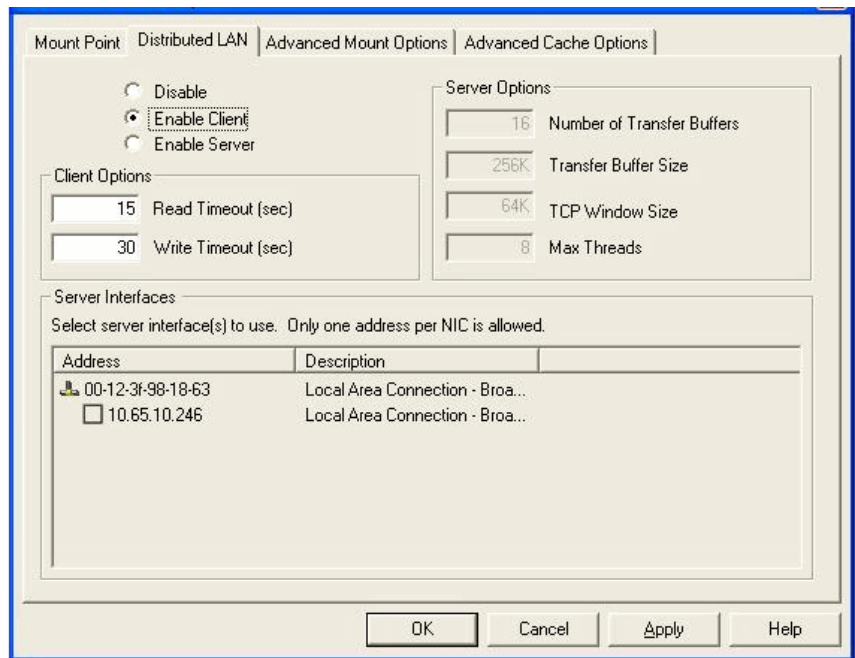 Mount Point
Distributed LAN
Advanced Mount Options
Advanced Cache Options
Disable
Enable Client
Enable Server
Client Options
15 Read Timeout (sec)
30 Write Timeout (sec)
Server Options
16 Number of Transfer Buffers
256K Transfer Buffer Size
64K TCP Window Size
8 Max Threads
Server Interfaces
Select server interface(s) to use. Only one address per NIC is allowed.
Address Description
00-12-3f-98-18-63 Local Area Connection - Broa...
10.65.10.246 Local Area Connection - Broa...
OK
Cancel
Apply
Help